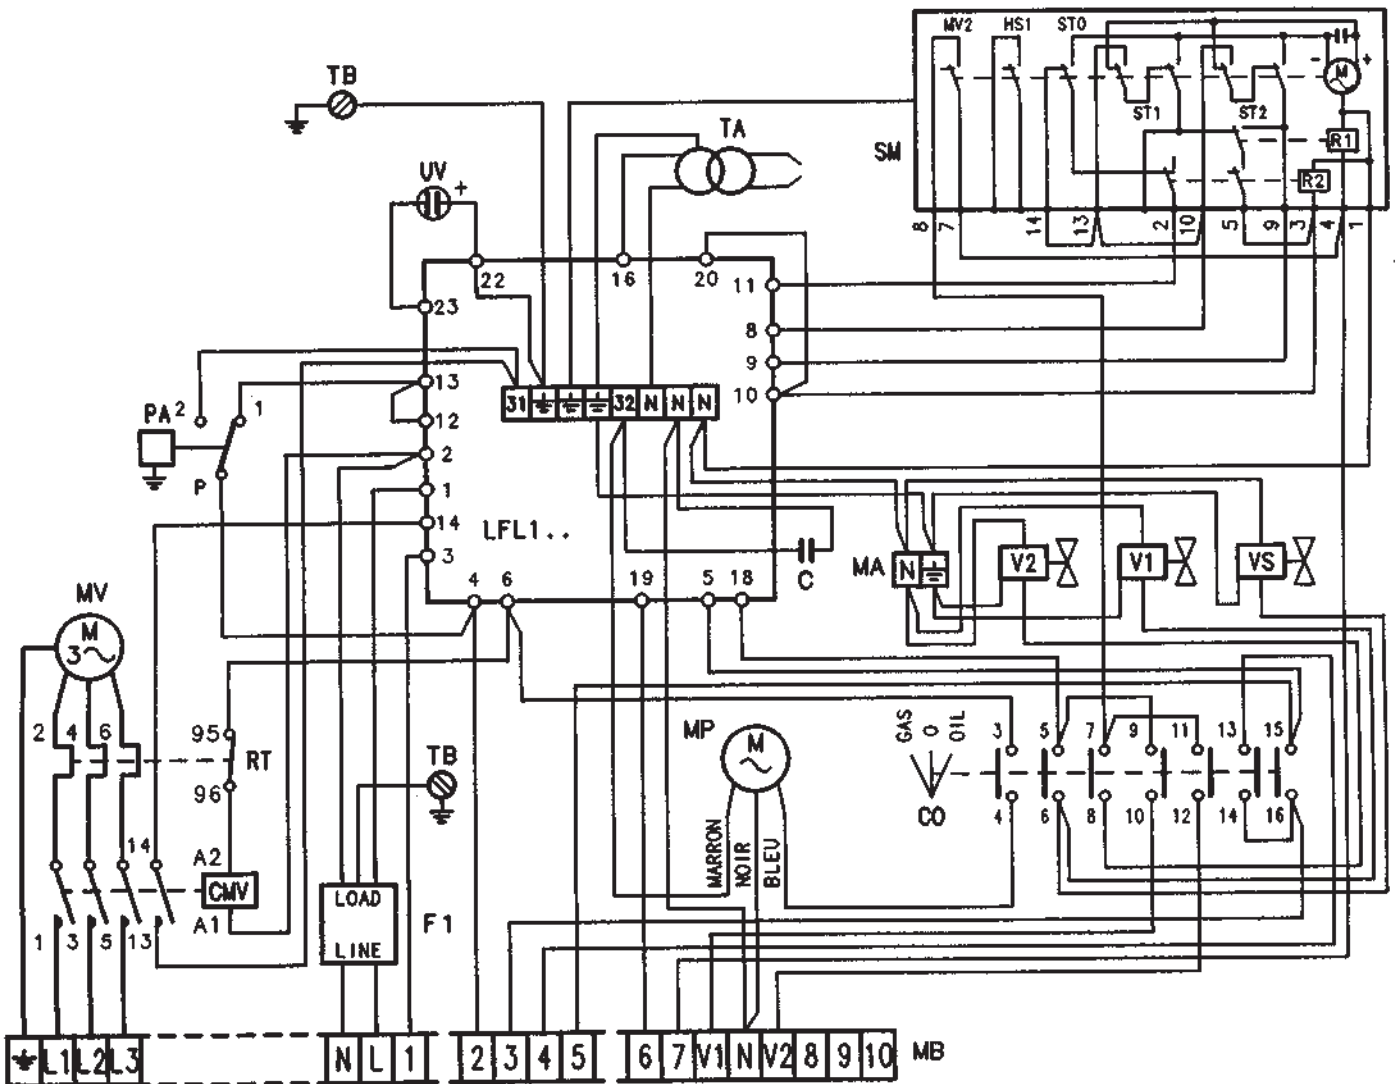 MV2 HS1 ST0
- M +
TB
TA
ST1 ST2
SM
R1
UV +
R2
8 7 14 13 2 10 5 9 3 4 1
22 16 20
11
23
8
9
13
10
31 32 N N N
PA 2 1
12
2
P
1
14
LFL1..
3
C
MA N V2 V1 VS
4 6 19 5 18
MV
M
3
2 4 6 95
RT
96
TB
MP
M
GAS
O
OIL
3 5 7 9 11 13 15
CO
4 6 8 10 12 14 16
MARRON
NOIR
BLEU
14
A2
CMV
A1
1 3 5 13
LOAD
LINE
F1
L1 L2 L3 N L 1 2 3 4 5 6 7 V1 N V2 8 9 10 MB